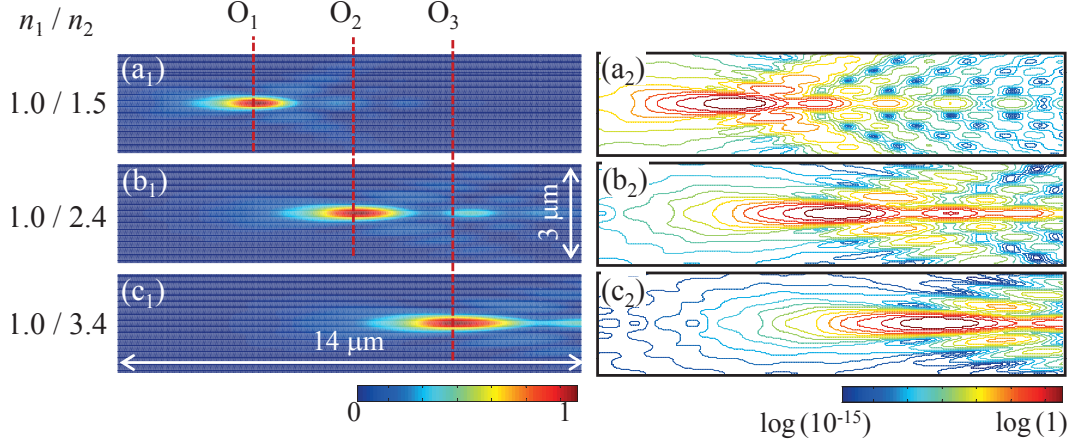 n₁ / n₂ O₁ O₂ O₃
(a₁) (a₂)
1.0 / 1.5
(b₁) (b₂)
1.0 / 2.4 3 μm
(c₁) (c₂)
1.0 / 3.4
14 μm
0 1 log (10⁻¹⁵) log (1)